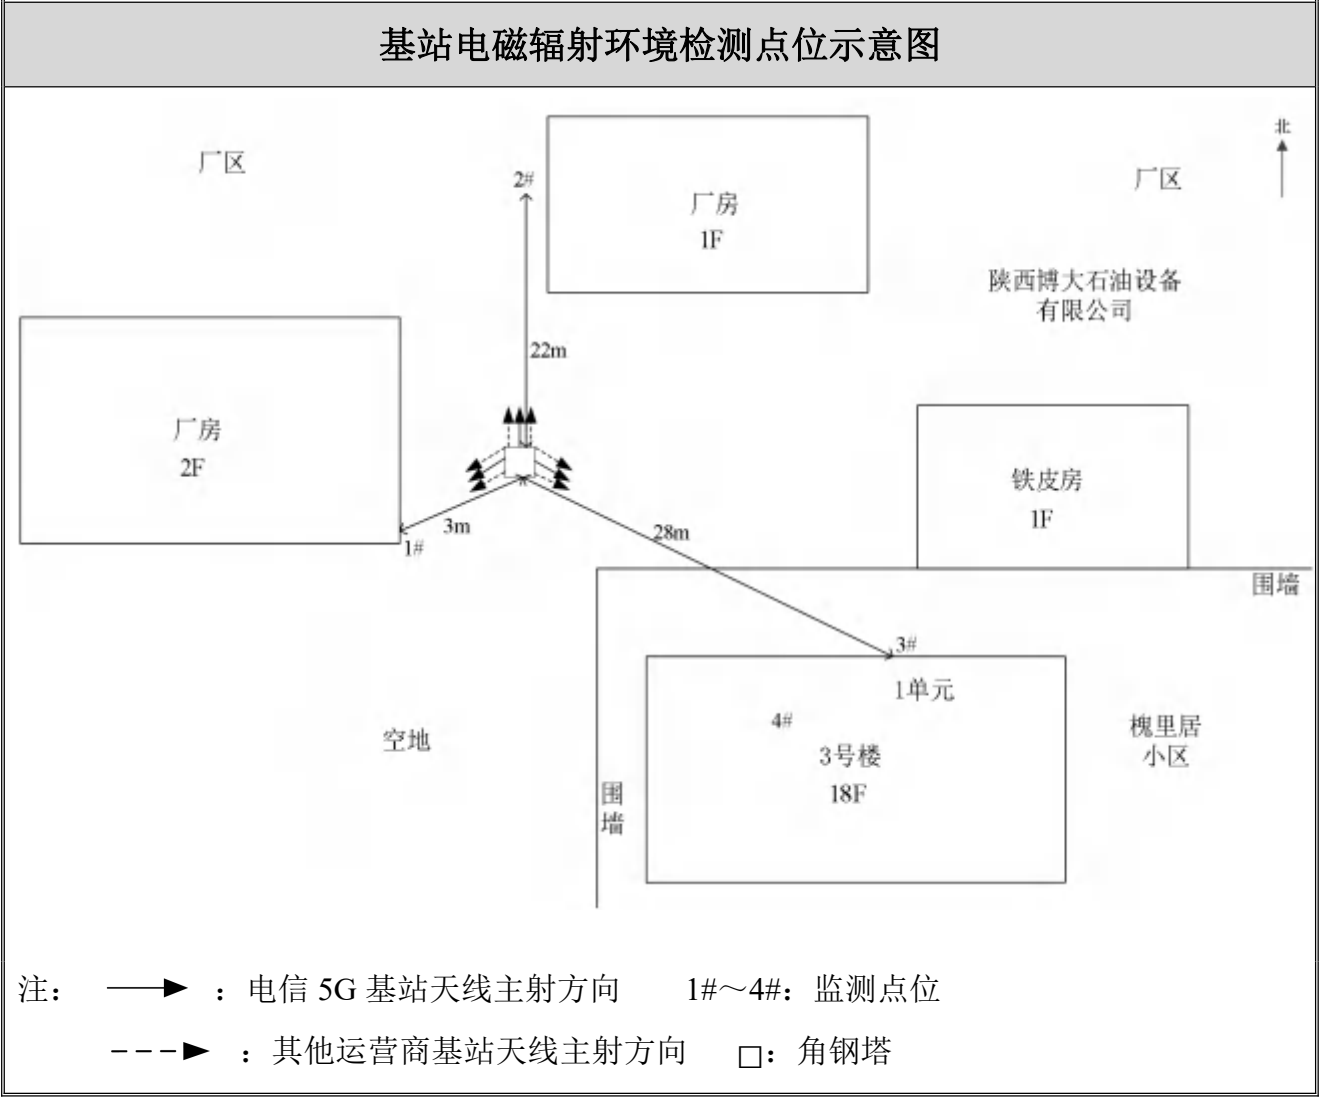 基站电磁辐射环境检测点位示意图
北
厂区
2#
厂区
厂房
1F
陕西博大石油设备
有限公司
22m
厂房
2F
铁皮房
1F
3m
28m
1#
围墙
3#
1单元
4#
空地
3号楼
18F
槐里居
小区
围
墙
注： ：电信 5G 基站天线主射方向 1#～4#：监测点位
：其他运营商基站天线主射方向 □：角钢塔